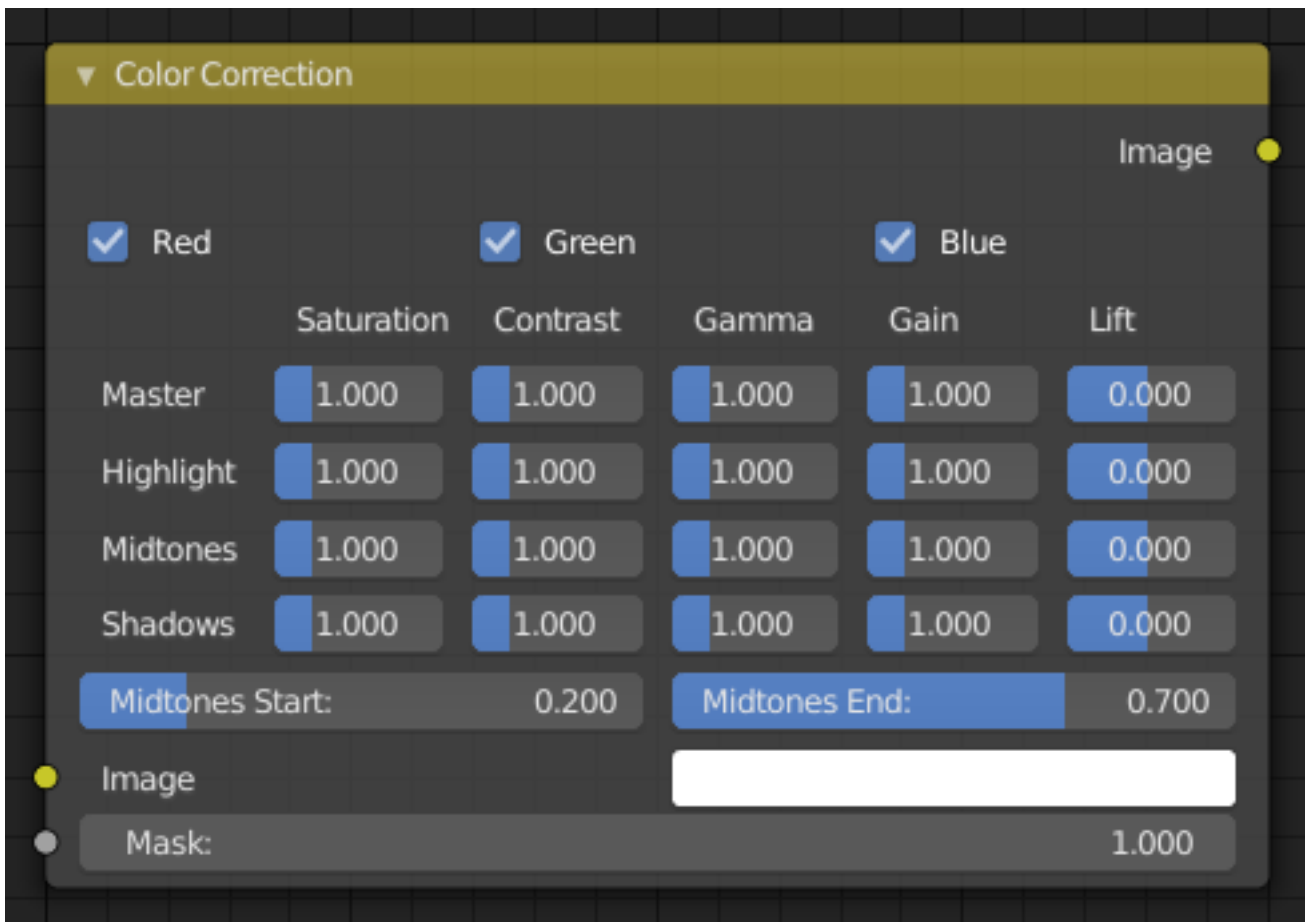 Color Correction
Image
Red Green Blue
Saturation Contrast Gamma Gain Lift
Master 1.000 1.000 1.000 1.000 0.000
Highlight 1.000 1.000 1.000 1.000 0.000
Midtones 1.000 1.000 1.000 1.000 0.000
Shadows 1.000 1.000 1.000 1.000 0.000
Midtones Start: 0.200 Midtones End: 0.700
Image
Mask: 1.000